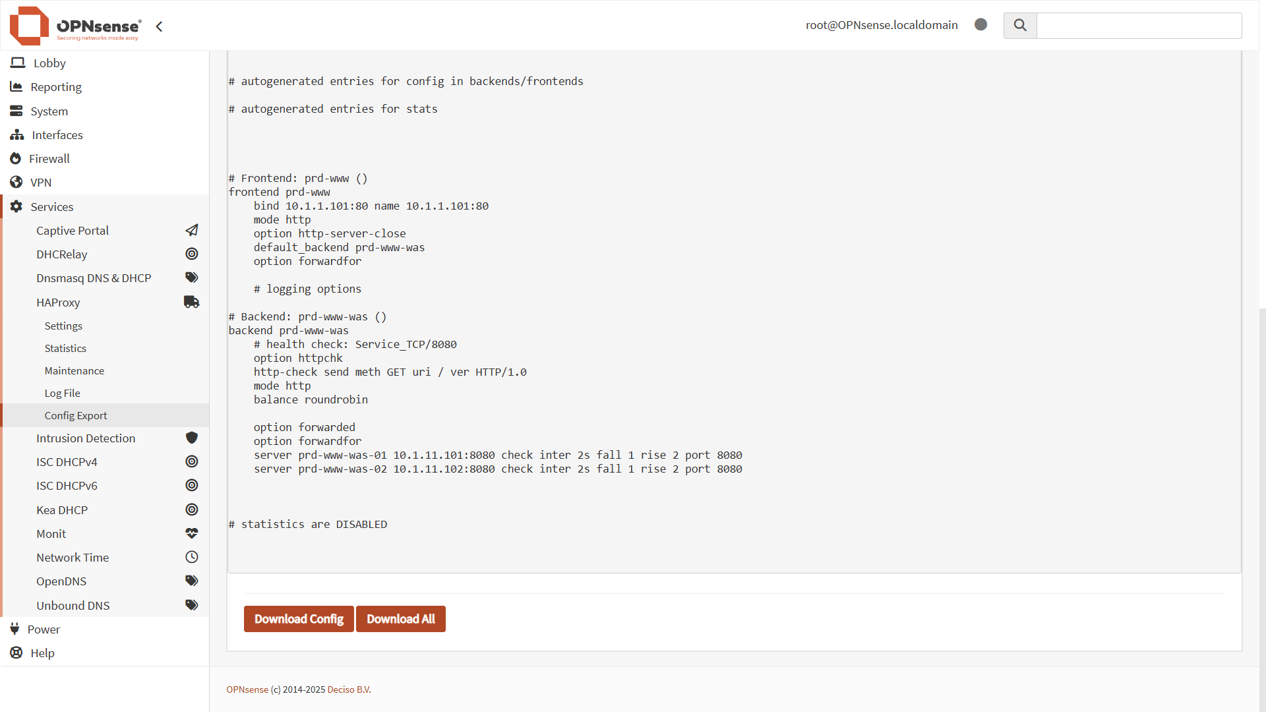 OPNsense®
Securing networks made easy
root@OPNsense.localdomain
Lobby
Reporting
System
Interfaces
Firewall
VPN
Services
Captive Portal
DHCRelay
Dnsmasq DNS & DHCP
HAProxy
Settings
Statistics
Maintenance
Log File
Config Export
Intrusion Detection
ISC DHCPv4
ISC DHCPv6
Kea DHCP
Monit
Network Time
OpenDNS
Unbound DNS
Power
Help
# autogenerated entries for config in backends/frontends
# autogenerated entries for stats
# Frontend: prd-www ()
frontend prd-www
bind 10.1.1.101:80 name 10.1.1.101:80
mode http
option http-server-close
default_backend prd-www-was
option forwardfor
# logging options
# Backend: prd-www-was ()
backend prd-www-was
# health check: Service_TCP/8080
option httpchk
http-check send meth GET uri / ver HTTP/1.0
mode http
balance roundrobin
option forwarded
option forwardfor
server prd-www-was-01 10.1.11.101:8080 check inter 2s fall 1 rise 2 port 8080
server prd-www-was-02 10.1.11.102:8080 check inter 2s fall 1 rise 2 port 8080
# statistics are DISABLED
Download Config
Download All
OPNsense (c) 2014-2025 Deciso B.V.